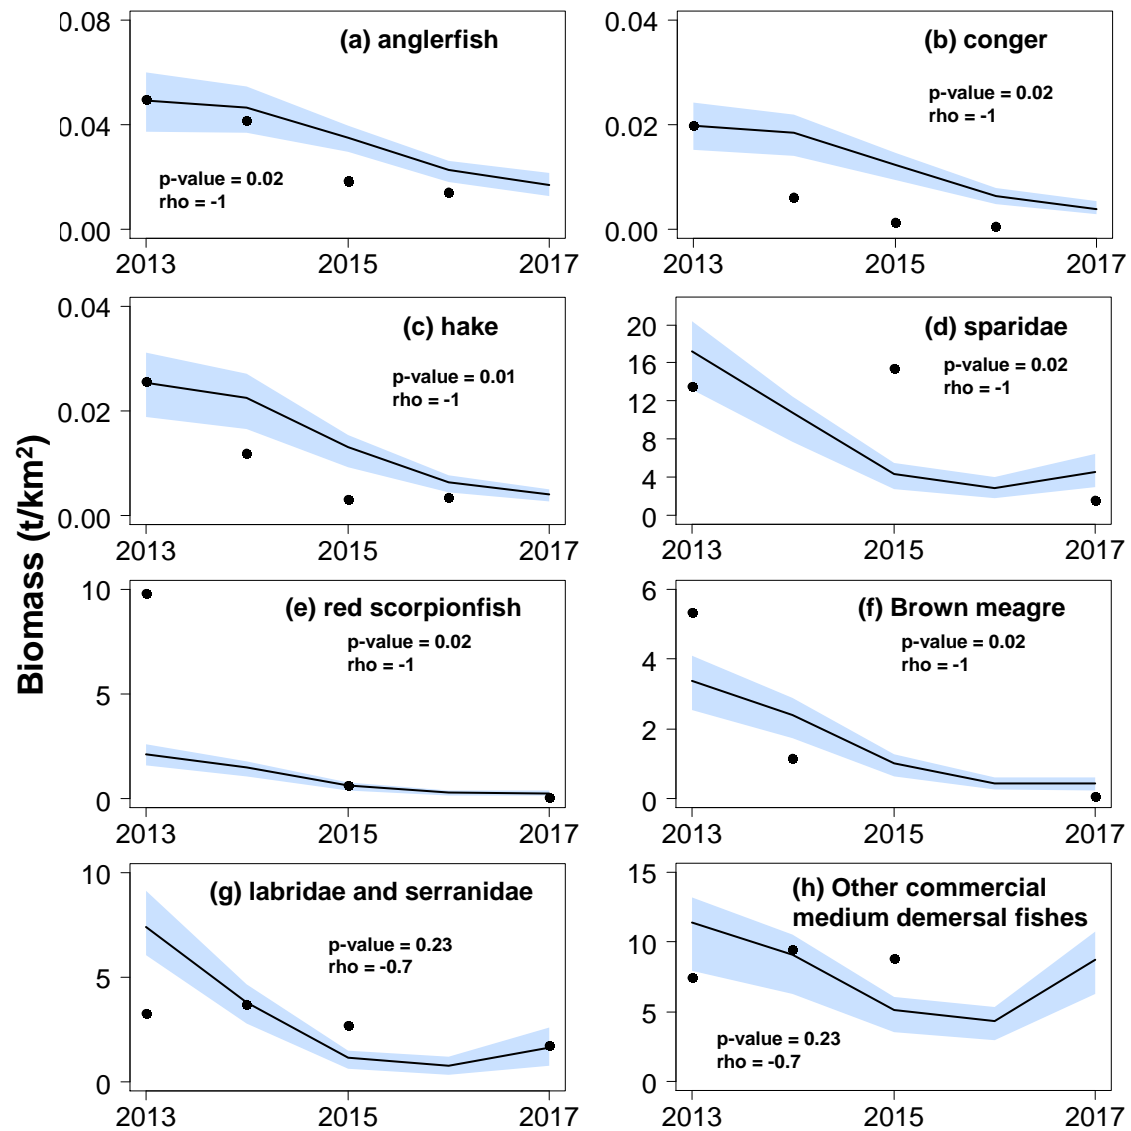 Biomass (t/km²)
(a) anglerfish
0.08
0.04
0.00
p-value = 0.02
rho = -1
2013 2015 2017
(b) conger
0.04
0.02
0.00
p-value = 0.02
rho = -1
2013 2015 2017
(c) hake
0.04
0.02
0.00
p-value = 0.01
rho = -1
2013 2015 2017
(d) sparidae
20
16
12
8
4
0
p-value = 0.02
rho = -1
2013 2015 2017
(e) red scorpionfish
10
5
0
p-value = 0.02
rho = -1
2013 2015 2017
(f) Brown meagre
6
4
2
0
p-value = 0.02
rho = -1
2013 2015 2017
(g) labridae and serranidae
10
5
0
p-value = 0.23
rho = -0.7
2013 2015 2017
(h) Other commercial
medium demersal fishes
15
10
5
0
p-value = 0.23
rho = -0.7
2013 2015 2017